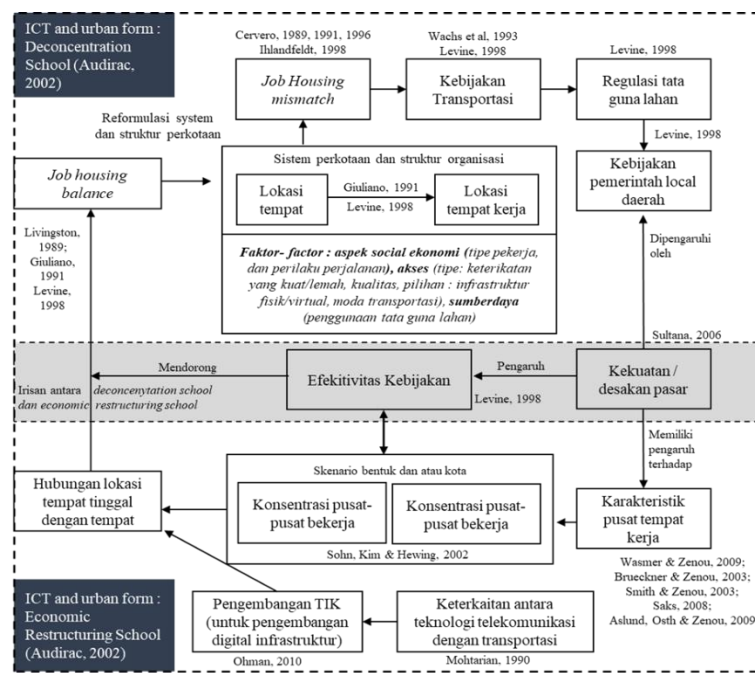 ICT and urban form :
Deconcentration
School (Audirac,
2002)
Cervero, 1989, 1991, 1996
Ihlandfeldt, 1998
Wachs et al, 1993
Levine, 1998
Levine, 1998
Job Housing
mismatch
Kebijakan
Transportasi
Regulasi tata
guna lahan
Reformulasi system
dan struktur perkotaan
Levine, 1998
Job housing
balance
Sistem perkotaan dan struktur organisasi
Lokasi
tempat
Giuliano, 1991
Levine, 1998
Lokasi
tempat kerja
Kebijakan
pemerintah local
daerah
Livingston,
1989;
Giuliano,
1991
Levine,
1998
Faktor- factor : aspek social ekonomi (tipe pekerja,
dan perilaku perjalanan), akses (tipe: keterikatan
yang kuat/lemah, kualitas, pilihan : infrastruktur
fisik/virtual, moda transportasi), sumberdaya
(penggunaan tata guna lahan)
Dipengaruhi
oleh
Sultana, 2006
Mendorong
Efekitivitas Kebijakan
Pengaruh
Levine, 1998
Kekuatan /
desakan pasar
Irisan antara deconcenytation school
dan economic restructuring school
Memiliki
pengaruh
terhadap
Hubungan lokasi
tempat tinggal
dengan tempat
Skenario bentuk dan atau kota
Konsentrasi pusat-
pusat bekerja
Konsentrasi pusat-
pusat bekerja
Sohn, Kim & Hewing, 2002
Karakteristik
pusat tempat
kerja
Wasmer & Zenou, 2009;
Brueckner & Zenou, 2003;
Smith & Zenou, 2003;
Saks, 2008;
Aslund, Osth & Zenou, 2009
ICT and urban form :
Economic
Restructuring School
(Audirac, 2002)
Pengembangan TIK
(untuk pengembangan
digital infrastruktur)
Ohman, 2010
Keterkaitan antara
teknologi telekomunikasi
dengan transportasi
Mohtarian, 1990